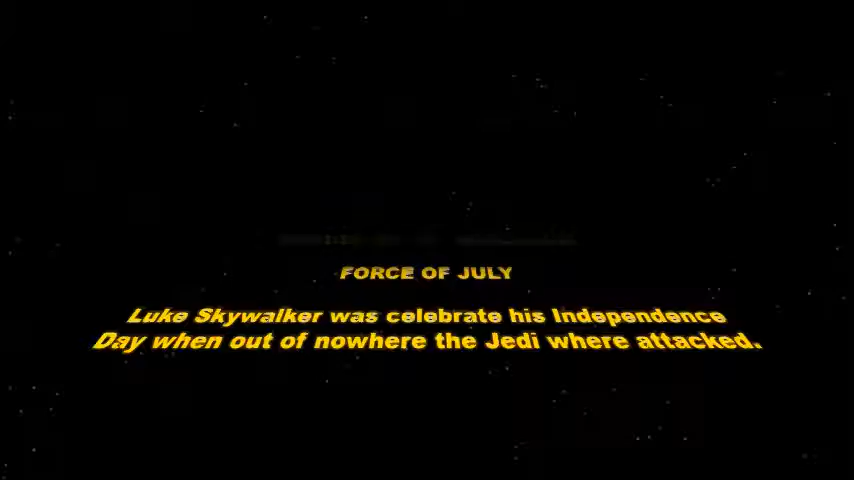 FORCE OF JULY
Luke Skywalker was celebrate his Independence
Day when out of nowhere the Jedi where attacked.